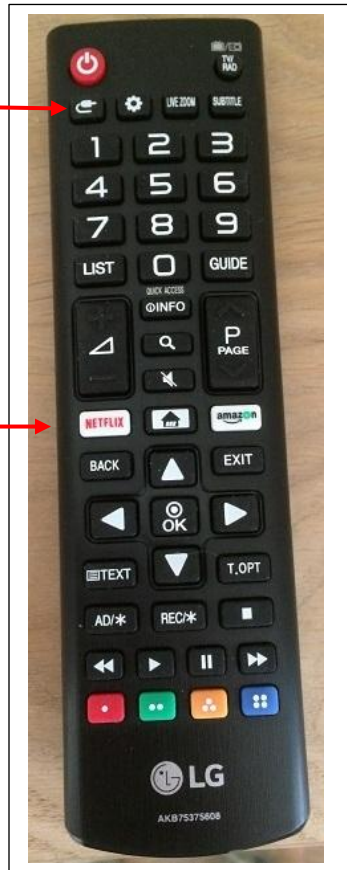 TV/
RAD
LIVE ZOOM
SUBTITLE
1 2 3
4 5 6
7 8 9
LIST 0 GUIDE
QUICK ACCESS
INFO
P
PAGE
NETFLIX
amazon
BACK
EXIT
OK
TEXT
T.OPT
AD/* REC/*
LG
AKB75375608